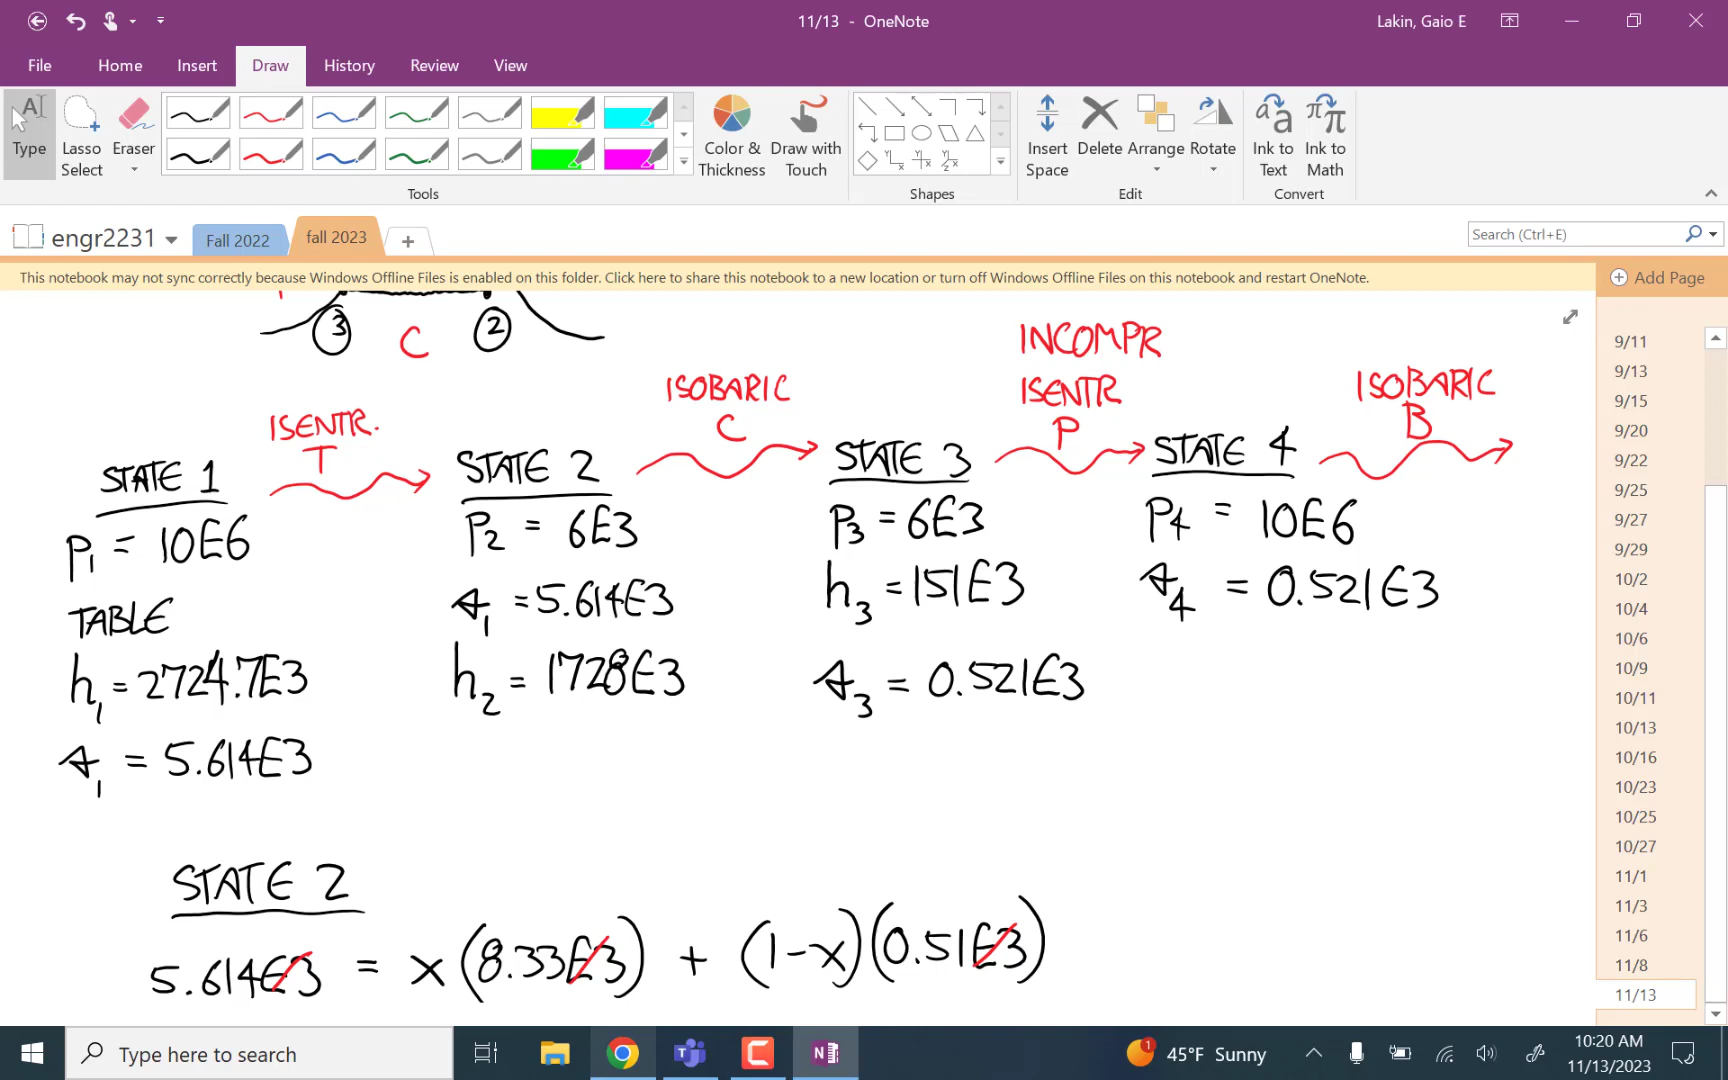 11/13 - OneNote
Lakin, Gaio E
File Home Insert Draw History Review View
Type
Lasso Select
Eraser
Color & Thickness
Draw with Touch
Insert Space
Delete
Arrange
Rotate
Ink to Text
Ink to Math
Tools
Shapes
Edit
Convert
engr2231
Fall 2022
fall 2023
Search (Ctrl+E)
This notebook may not sync correctly because Windows Offline Files is enabled on this folder. Click here to share this notebook to a new location or turn off Windows Offline Files on this notebook and restart OneNote.
Add Page
3
C
2
ISENTR.
T
ISOBARIC
C
INCOMPR
ISENTR
P
ISOBARIC
B
STATE 1
P1 = 10E6
TABLE
h1 = 2724.7E3
s1 = 5.614E3
STATE 2
P2 = 6E3
s1 = 5.614E3
h2 = 1728E3
STATE 3
P3 = 6E3
h3 = 151E3
s3 = 0.521E3
STATE 4
P4 = 10E6
s4 = 0.521E3
STATE 2
5.614E3 = x(8.33E3) + (1-x)(0.51E3)
9/11
9/13
9/15
9/20
9/22
9/25
9/27
9/29
10/2
10/4
10/6
10/9
10/11
10/13
10/16
10/23
10/25
10/27
11/1
11/3
11/6
11/8
11/13
Type here to search
1
45°F Sunny
10:20 AM
11/13/2023